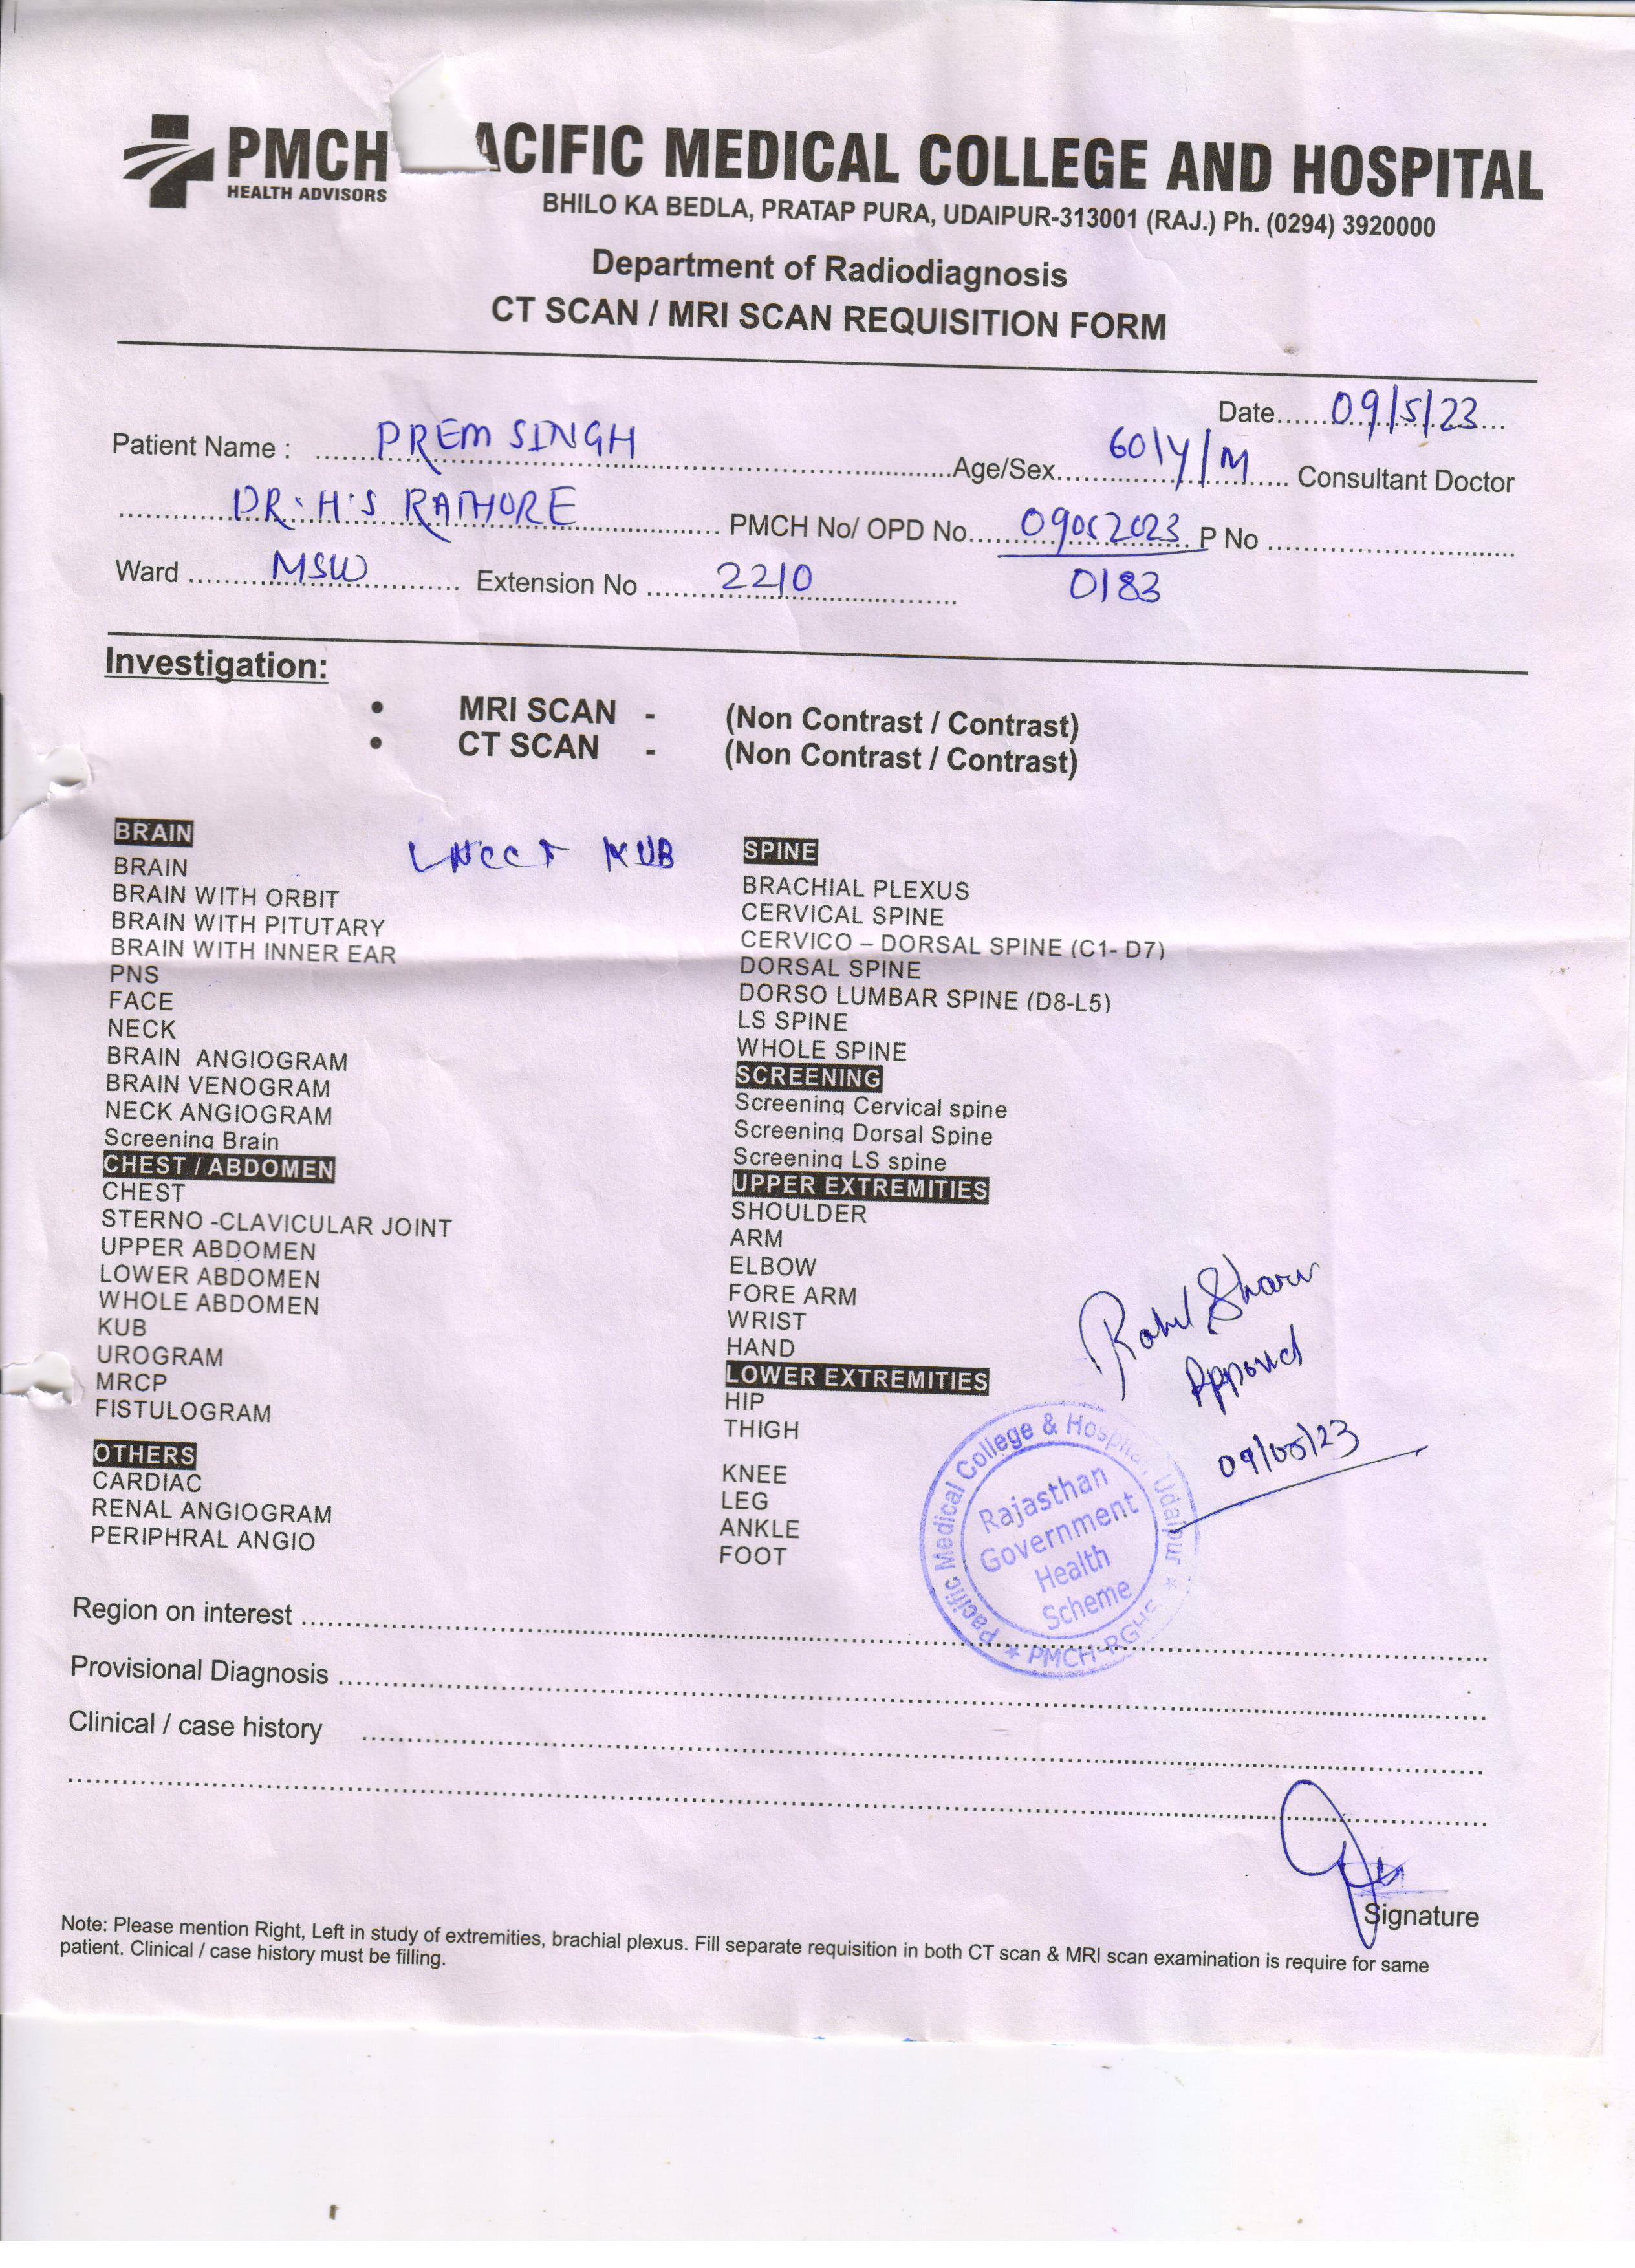 PMCH ACIFIC MEDICAL COLLEGE AND HOSPITAL
HEALTH ADVISORS
BHILO KA BEDLA, PRATAP PURA, UDAIPUR-313001 (RAJ.) Ph. (0294) 3920000
Department of Radiodiagnosis
CT SCAN / MRI SCAN REQUISITION FORM
Date......09/5/23...
Patient Name : PREM SINGH Age/Sex 60/Y/M Consultant Doctor
DR. H.S RATHORE PMCH No/ OPD No. 09052023 P No
0183
Ward MSW Extension No 2210
Investigation:
• MRI SCAN - (Non Contrast / Contrast)
• CT SCAN - (Non Contrast / Contrast)
NCCT KUB
BRAIN
BRAIN
BRAIN WITH ORBIT
BRAIN WITH PITUTARY
BRAIN WITH INNER EAR
PNS
FACE
NECK
BRAIN ANGIOGRAM
BRAIN VENOGRAM
NECK ANGIOGRAM
Screening Brain
CHEST / ABDOMEN
CHEST
STERNO -CLAVICULAR JOINT
UPPER ABDOMEN
LOWER ABDOMEN
WHOLE ABDOMEN
KUB
UROGRAM
MRCP
FISTULOGRAM
OTHERS
CARDIAC
RENAL ANGIOGRAM
PERIPHRAL ANGIO
SPINE
BRACHIAL PLEXUS
CERVICAL SPINE
CERVICO – DORSAL SPINE (C1- D7)
DORSAL SPINE
DORSO LUMBAR SPINE (D8-L5)
LS SPINE
WHOLE SPINE
SCREENING
Screening Cervical spine
Screening Dorsal Spine
Screening LS spine
UPPER EXTREMITIES
SHOULDER
ARM
ELBOW
FORE ARM
WRIST
HAND
LOWER EXTREMITIES
HIP
THIGH
KNEE
LEG
ANKLE
FOOT
Approved
09/05/23
Pacific Medical College & Hospital, Udaipur
Rajasthan
Government
Health
Scheme
PMCH-RGHS
Region on interest
Provisional Diagnosis
Clinical / case history
Signature
Note: Please mention Right, Left in study of extremities, brachial plexus. Fill separate requisition in both CT scan & MRI scan examination is require for same
patient. Clinical / case history must be filling.